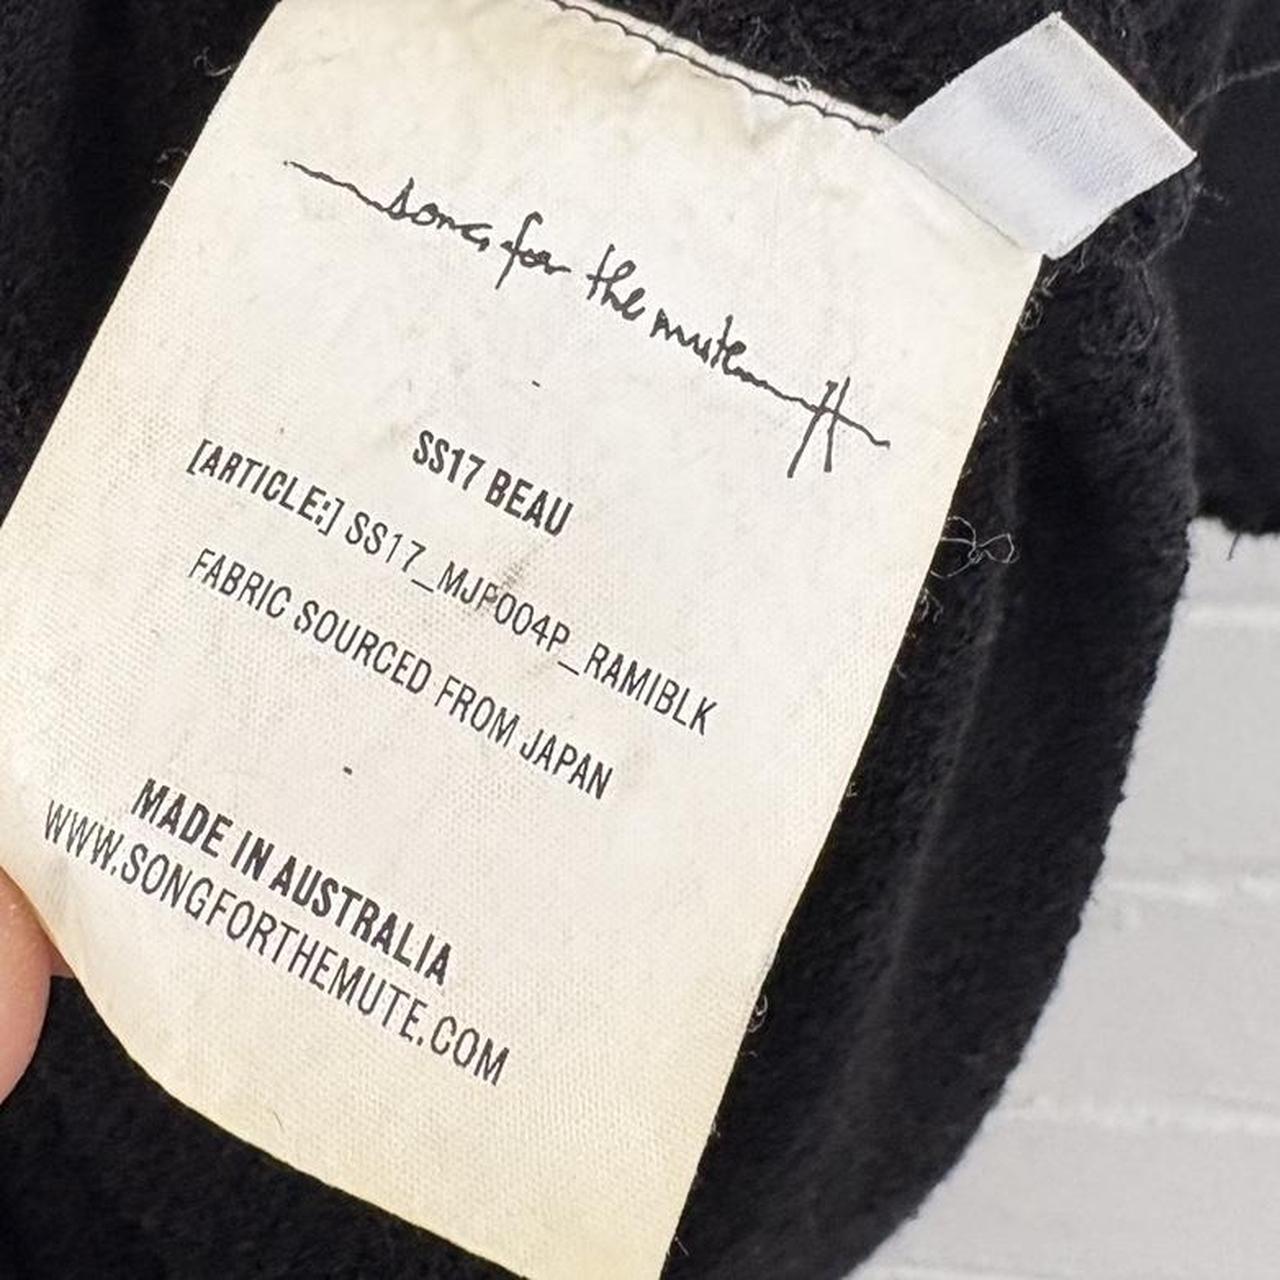 song for the mute
SS17 BEAU
[ARTICLE:] SS17_MJP004P_RAMIBLK
FABRIC SOURCED FROM JAPAN
MADE IN AUSTRALIA
WWW.SONGFORTHEMUTE.COM